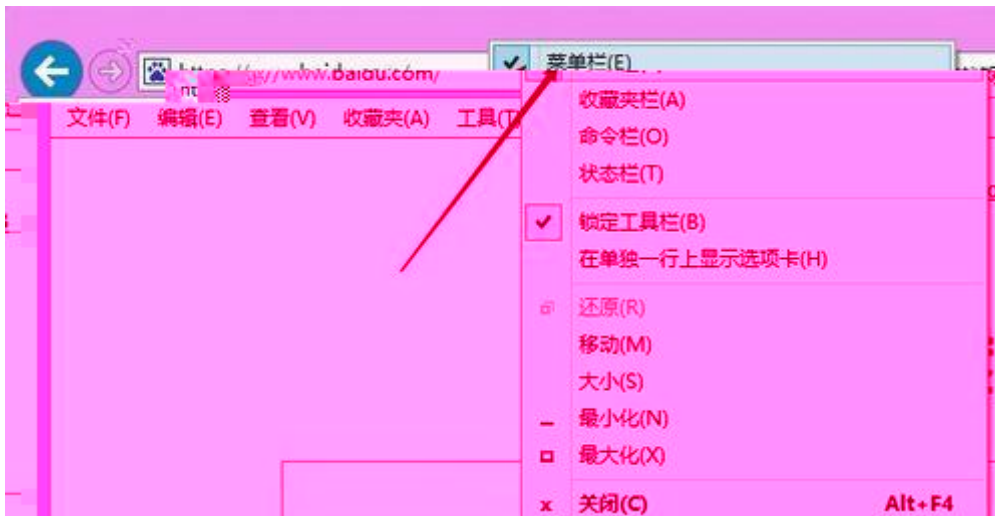 菜单栏(E)
www.baidu.com/
文件(F) 编辑(E) 查看(V) 收藏夹(A) 工具(T
收藏夹栏(A)
命令栏(O)
状态栏(T)
锁定工具栏(B)
在单独一行上显示选项卡(H)
还原(R)
移动(M)
大小(S)
最小化(N)
最大化(X)
关闭(C) Alt+F4